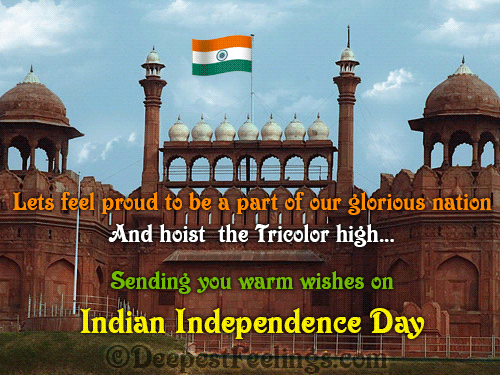 Lets feel proud to be a part of our glorious nation
And hoist the Tricolor high...
Sending you warm wishes on
Indian Independence Day
©DeepestFeelings.com